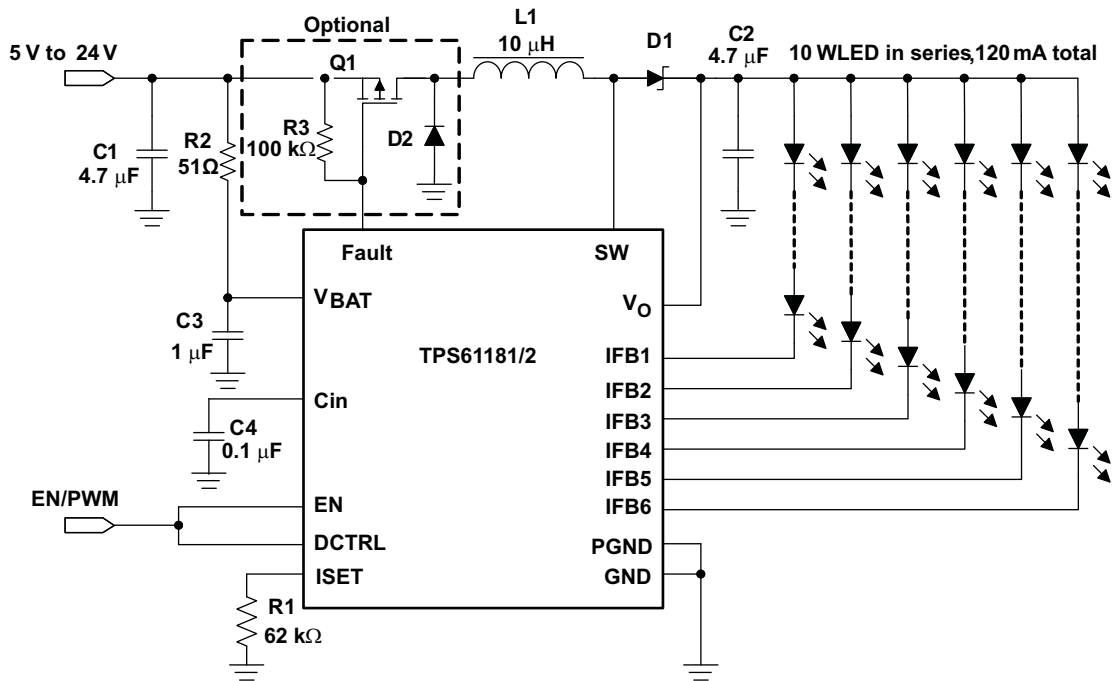 Optional
L1
10 μH
D1
C2
4.7 μF
10 WLED in series,120 mA total
5 V to 24 V
Q1
R3
100 kΩ
D2
R2
51Ω
C1
4.7 μF
Fault
SW
VBAT
VO
C3
1 μF
TPS61181/2
IFB1
IFB2
IFB3
IFB4
IFB5
IFB6
Cin
C4
0.1 μF
EN/PWM
EN
DCTRL
PGND
GND
ISET
R1
62 kΩ